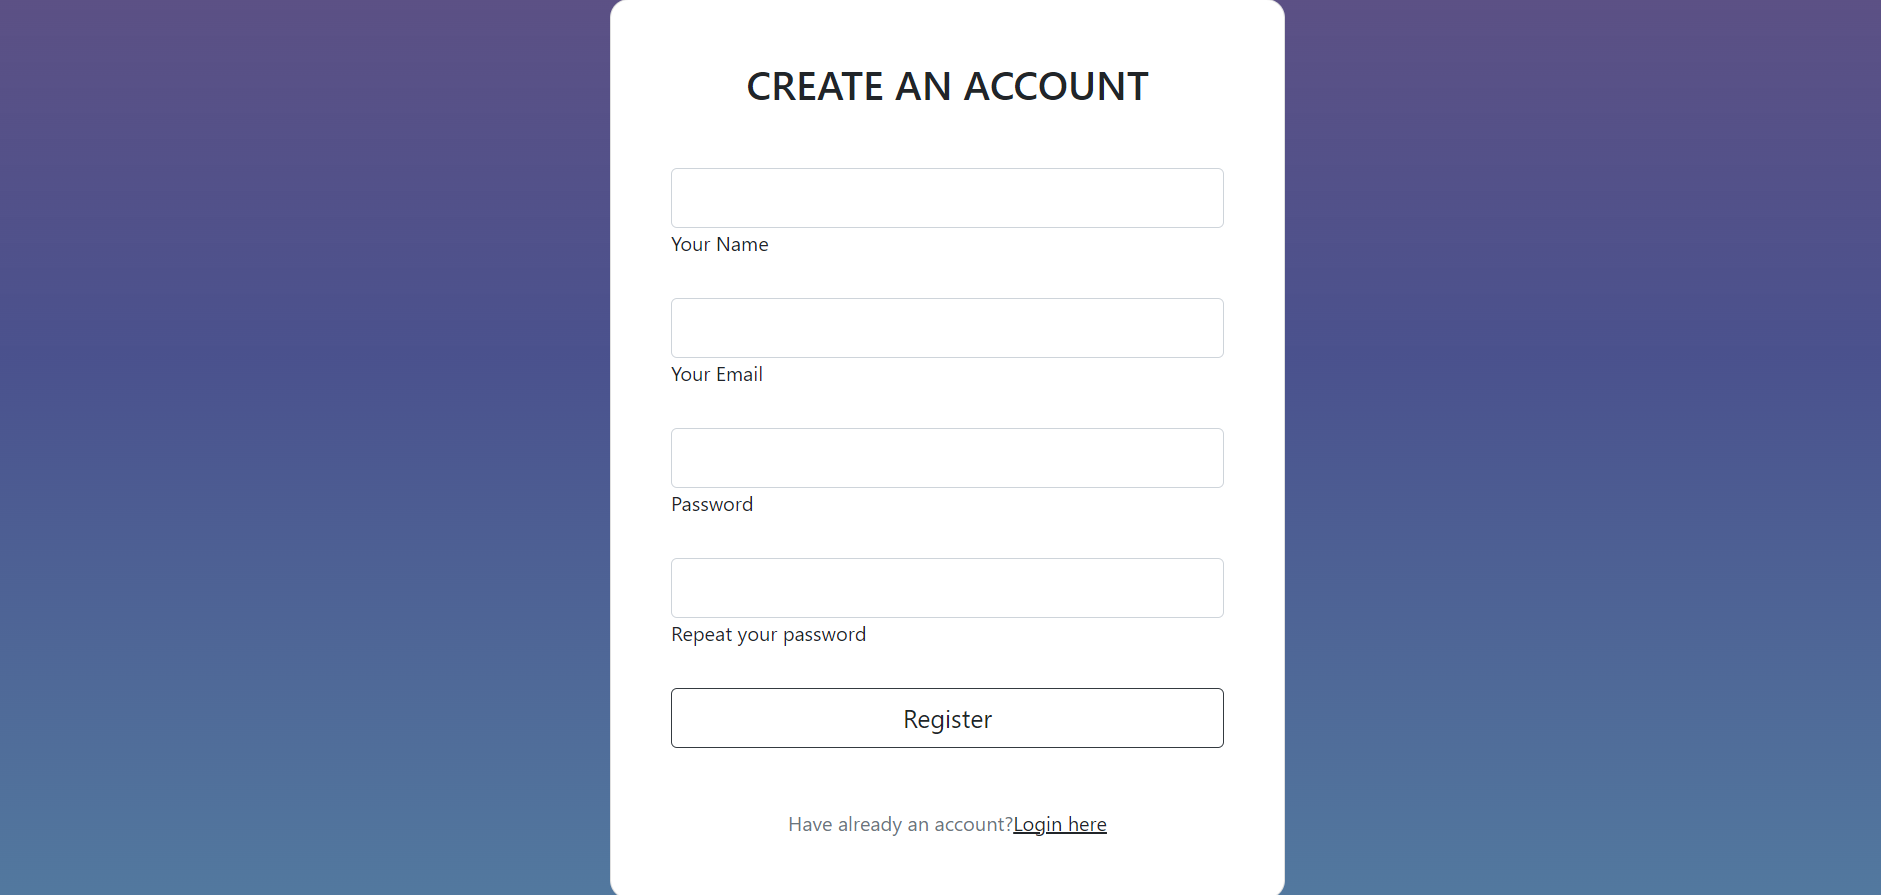 CREATE AN ACCOUNT
Your Name
Your Email
Password
Repeat your password
Register
Have already an account?Login here